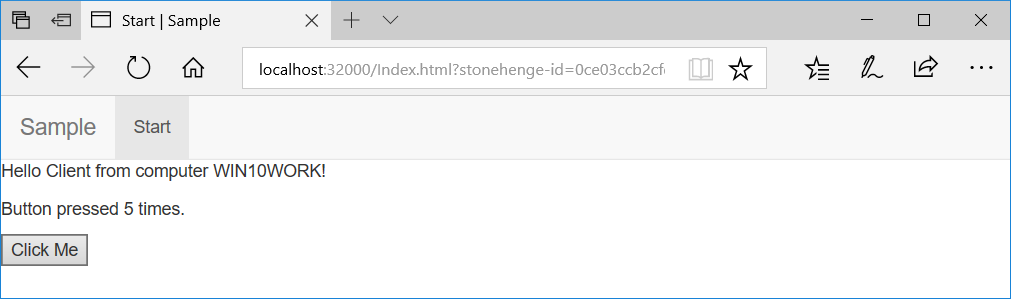 Start | Sample
localhost:32000/Index.html?stonehenge-id=0ce03ccb2cf
Sample Start
Hello Client from computer WIN10WORK!
Button pressed 5 times.
Click Me